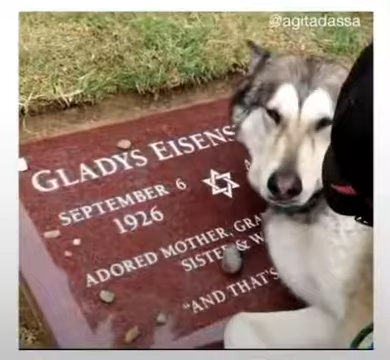 @agitadassa
GLADYS EISENS
SEPTEMBER 6
1926
ADORED MOTHER, GRA
SISTER & W
"AND THAT'S